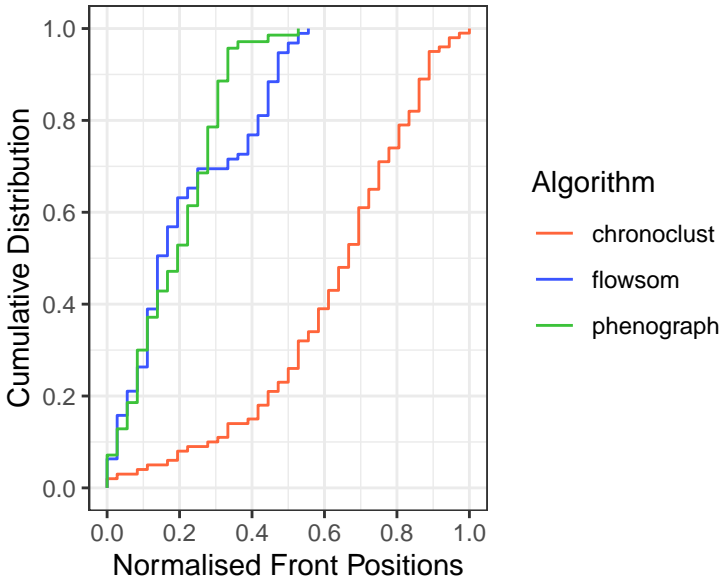 1.0
0.8
0.6
0.4
0.2
0.0
Cumulative Distribution
0.0 0.2 0.4 0.6 0.8 1.0
Normalised Front Positions
Algorithm
chronoclust
flowsom
phenograph